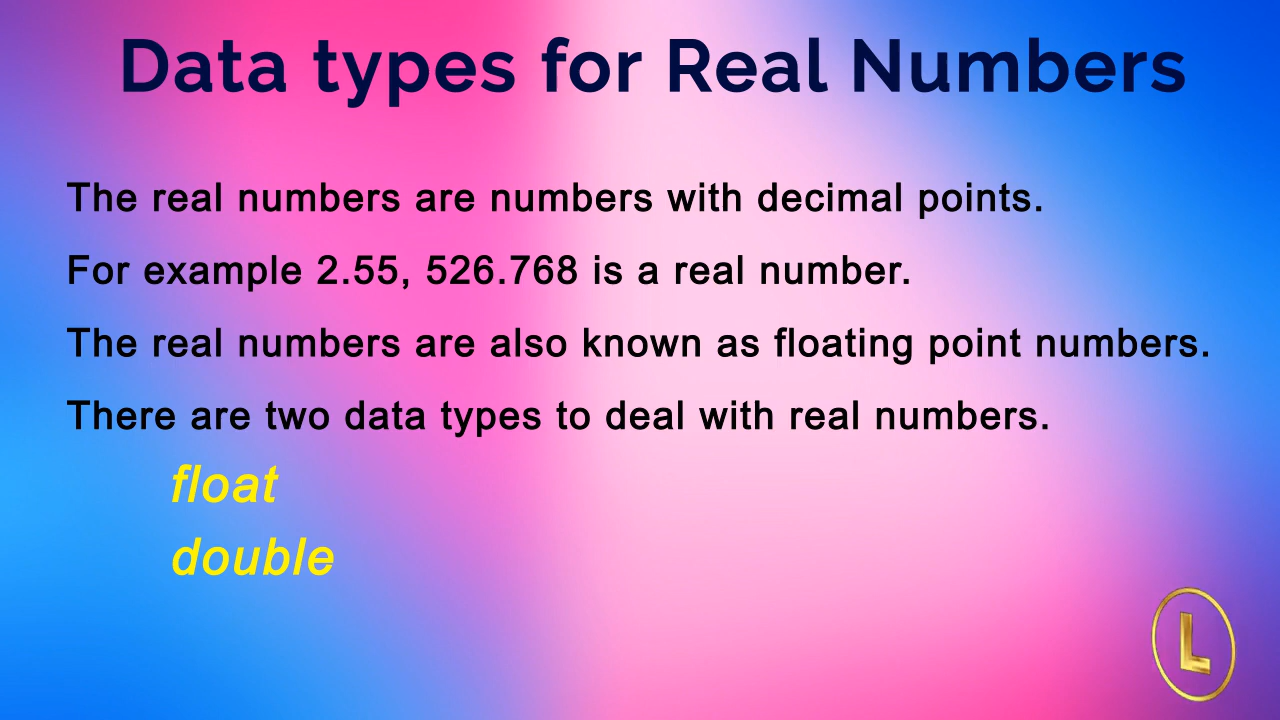 Data types for Real Numbers
The real numbers are numbers with decimal points.
For example 2.55, 526.768 is a real number.
The real numbers are also known as floating point numbers.
There are two data types to deal with real numbers.
float
double
L